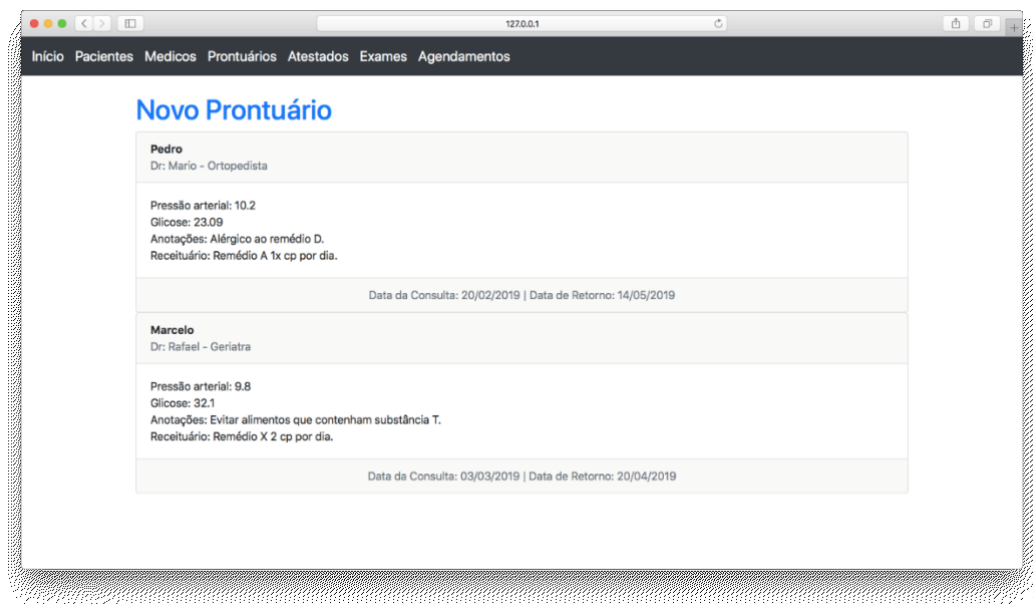 127.0.0.1
Início Pacientes Medicos Prontuários Atestados Exames Agendamentos
Novo Prontuário
Pedro
Dr: Mario - Ortopedista
Pressão arterial: 10.2
Glicose: 23.09
Anotações: Alérgico ao remédio D.
Receituário: Remédio A 1x cp por dia.
Data da Consulta: 20/02/2019 | Data de Retorno: 14/05/2019
Marcelo
Dr: Rafael - Geriatra
Pressão arterial: 9.8
Glicose: 32.1
Anotações: Evitar alimentos que contenham substância T.
Receituário: Remédio X 2 cp por dia.
Data da Consulta: 03/03/2019 | Data de Retorno: 20/04/2019